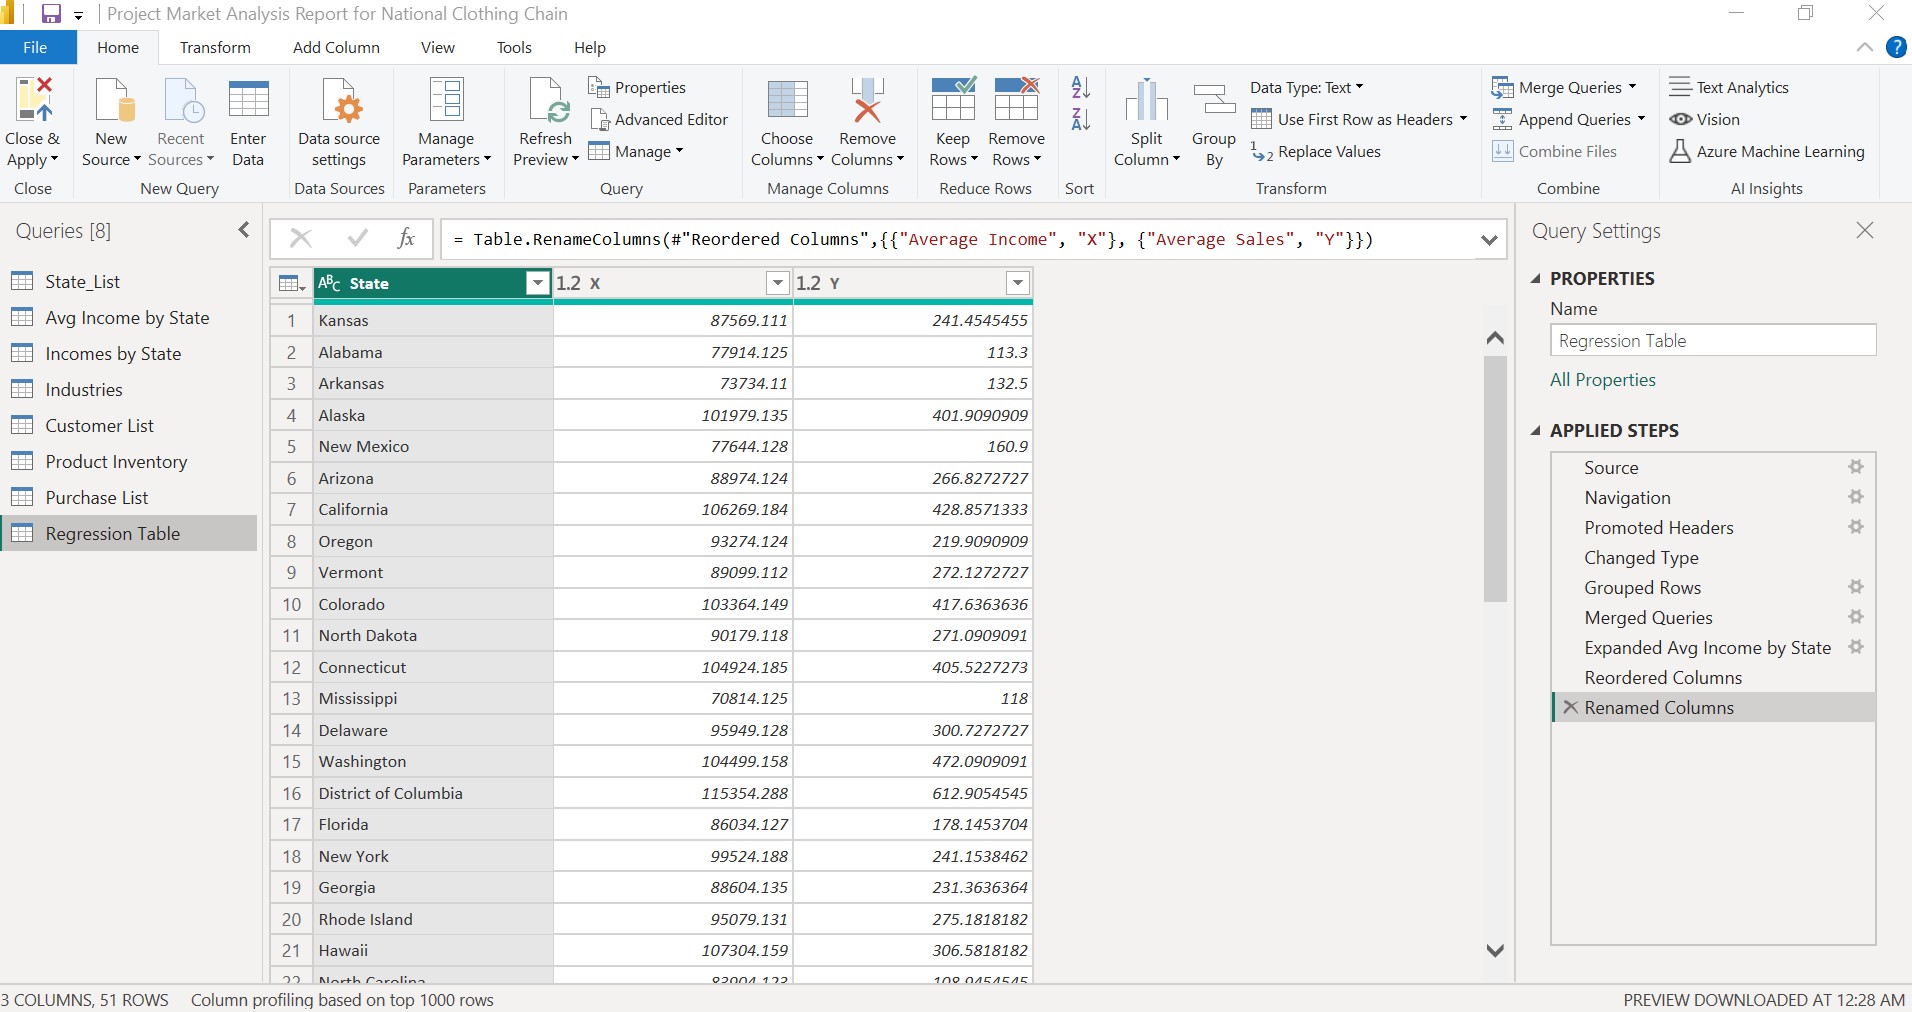 Project Market Analysis Report for National Clothing Chain
File Home Transform Add Column View Tools Help
Close & Apply
Close
New Source
Recent Sources
Enter Data
New Query
Data source settings
Data Sources
Manage Parameters
Parameters
Refresh Preview
Properties
Advanced Editor
Manage
Query
Choose Columns
Remove Columns
Manage Columns
Keep Rows
Remove Rows
Reduce Rows
Sort
Split Column
Group By
Data Type: Text
Use First Row as Headers
Replace Values
Transform
Merge Queries
Append Queries
Combine Files
Combine
Text Analytics
Vision
Azure Machine Learning
AI Insights
Queries [8]
State_List
Avg Income by State
Incomes by State
Industries
Customer List
Product Inventory
Purchase List
Regression Table
fx
= Table.RenameColumns(#"Reordered Columns",{{"Average Income", "X"}, {"Average Sales", "Y"}})
ABC State 1.2 X 1.2 Y
1 Kansas 87569.111 241.4545455
2 Alabama 77914.125 113.3
3 Arkansas 73734.11 132.5
4 Alaska 101979.135 401.9090909
5 New Mexico 77644.128 160.9
6 Arizona 88974.124 266.8272727
7 California 106269.184 428.8571333
8 Oregon 93274.124 219.9090909
9 Vermont 89099.112 272.1272727
10 Colorado 103364.149 417.6363636
11 North Dakota 90179.118 271.0909091
12 Connecticut 104924.185 405.5227273
13 Mississippi 70814.125 118
14 Delaware 95949.128 300.7272727
15 Washington 104499.158 472.0909091
16 District of Columbia 115354.288 612.9054545
17 Florida 86034.127 178.1453704
18 New York 99524.188 241.1538462
19 Georgia 88604.135 231.3636364
20 Rhode Island 95079.131 275.1818182
21 Hawaii 107304.159 306.5818182
22 North Carolina
Query Settings
PROPERTIES
Name
Regression Table
All Properties
APPLIED STEPS
Source
Navigation
Promoted Headers
Changed Type
Grouped Rows
Merged Queries
Expanded Avg Income by State
Reordered Columns
Renamed Columns
3 COLUMNS, 51 ROWS Column profiling based on top 1000 rows
PREVIEW DOWNLOADED AT 12:28 AM